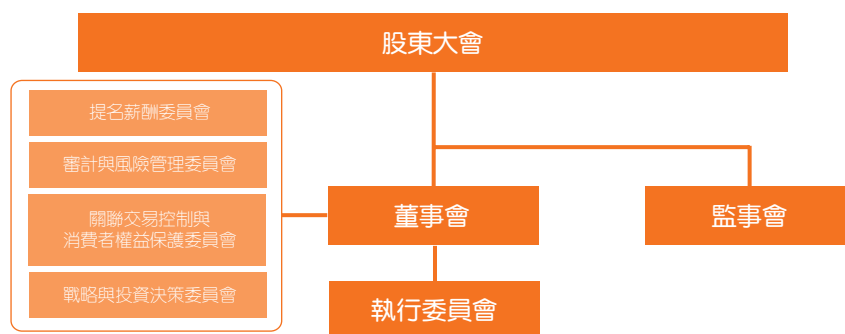 股東大會
提名薪酬委員會
審計與風險管理委員會
關聯交易控制與
消費者權益保護委員會
戰略與投資決策委員會
董事會
監事會
執行委員會